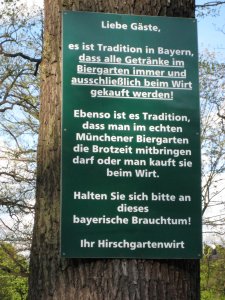 Liebe Gäste,
es ist Tradition in Bayern,
dass alle Getränke im
Biergarten immer und
ausschließlich beim Wirt
gekauft werden!
Ebenso ist es Tradition,
dass man im echten
Münchener Biergarten
die Brotzeit mitbringen
darf oder man kauft sie
beim Wirt.
Halten Sie sich bitte an
dieses
bayerische Brauchtum!
Ihr Hirschgartenwirt